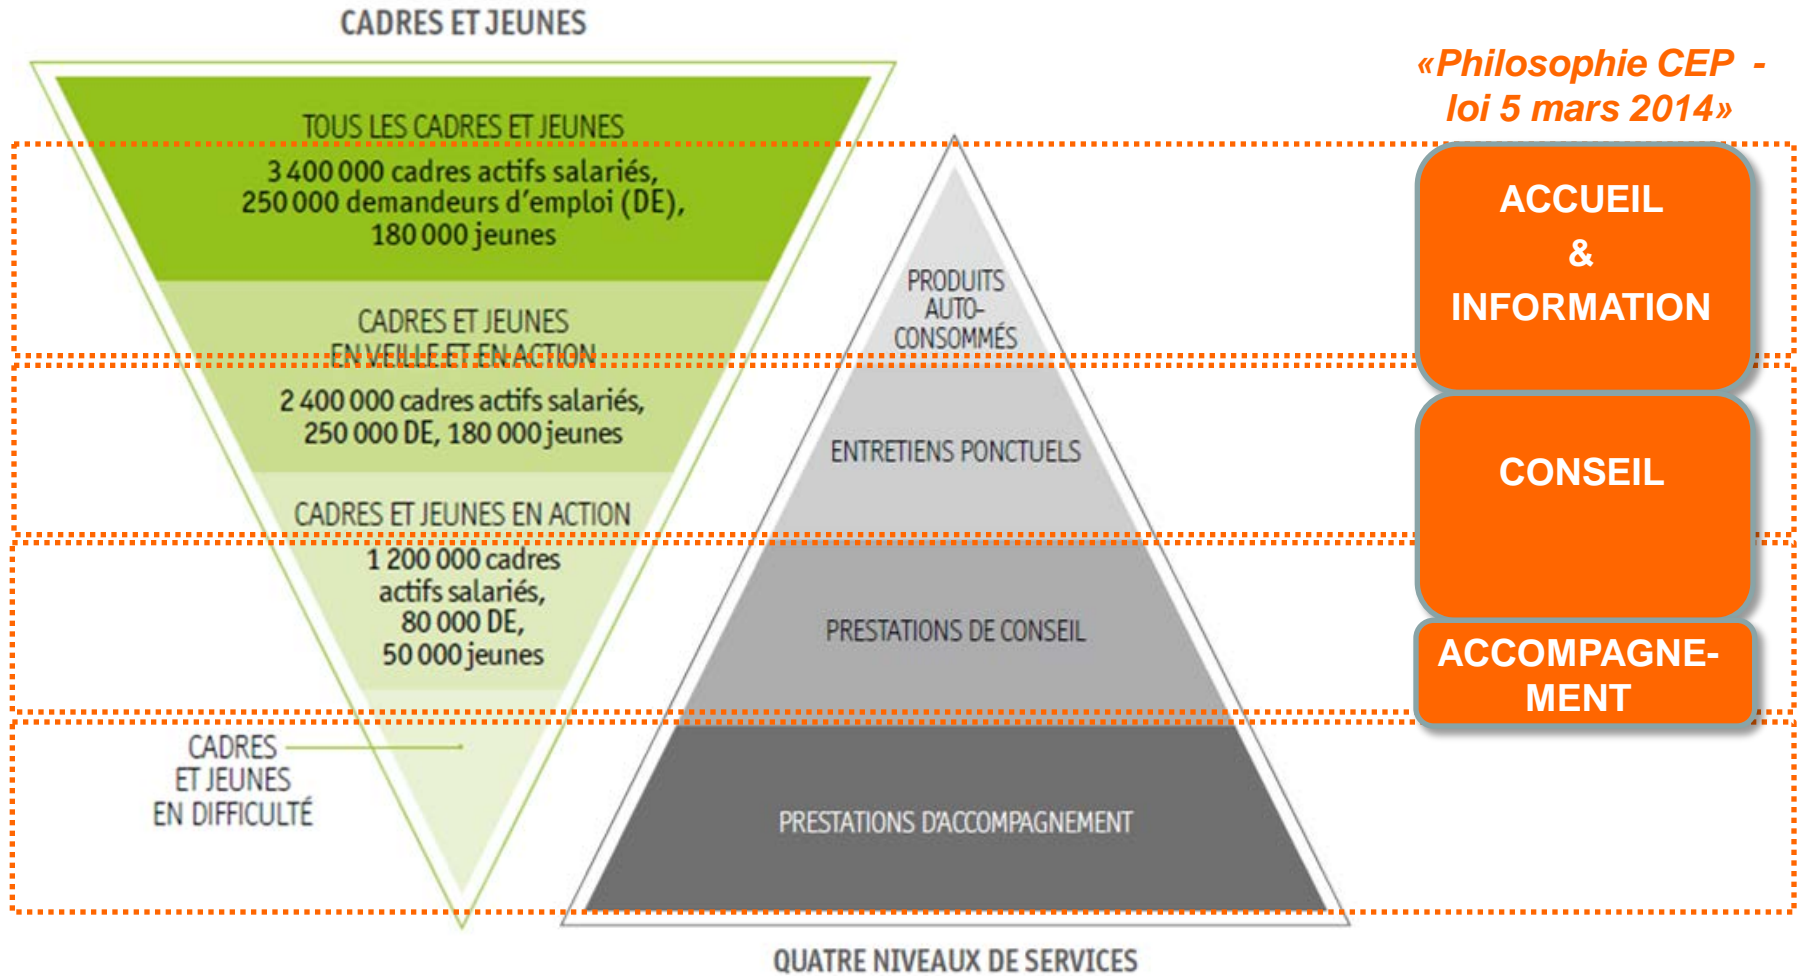 CADRES ET JEUNES
TOUS LES CADRES ET JEUNES
3 400 000 cadres actifs salariés,
250 000 demandeurs d'emploi (DE),
180 000 jeunes
CADRES ET JEUNES
EN VEILLE ET EN ACTION
2 400 000 cadres actifs salariés,
250 000 DE, 180 000 jeunes
CADRES ET JEUNES EN ACTION
1 200 000 cadres
actifs salariés,
80 000 DE,
50 000 jeunes
CADRES
ET JEUNES
EN DIFFICULTÉ
PRODUITS
AUTO-
CONSOMMÉS
ENTRETIENS PONCTUELS
PRESTATIONS DE CONSEIL
PRESTATIONS D'ACCOMPAGNEMENT
QUATRE NIVEAUX DE SERVICES
«Philosophie CEP -
loi 5 mars 2014»
ACCUEIL
&
INFORMATION
CONSEIL
ACCOMPAGNE-
MENT